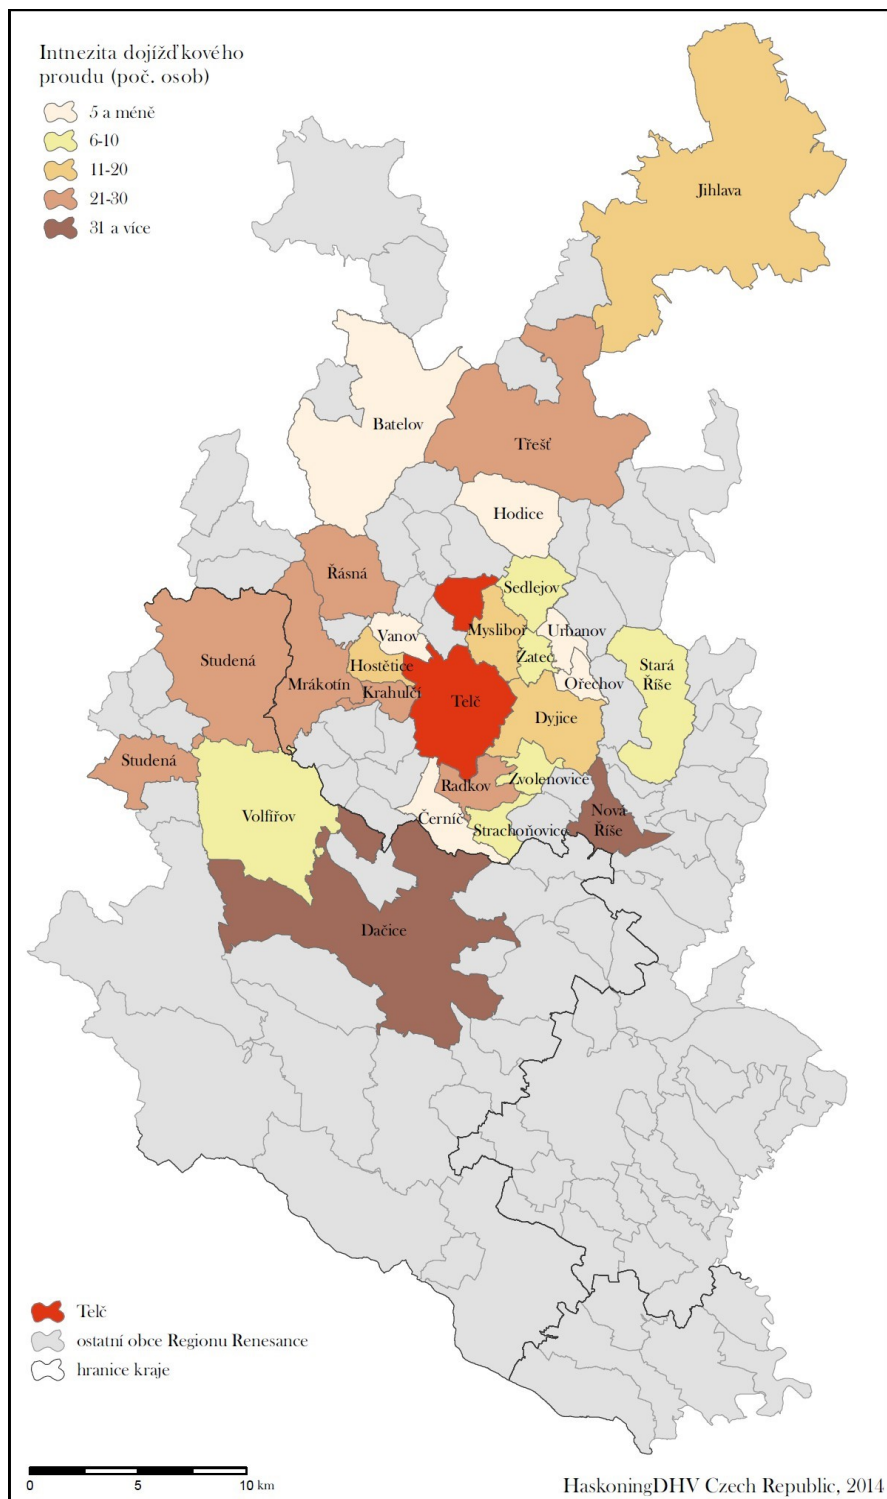 Intnezita dojížďkového
proudu (poč. osob)
5 a méně
6-10
11-20
21-30
31 a více
Jihlava
Batelov
Třešť
Hodice
Řásná
Sedlejov
Vanov
Mysliboř
Urbanov
Studená
Hostětice
Žatec
Stará
Říše
Mrákotín
Krahulčí
Telč
Ořechov
Dyjice
Studená
Radkov
Zvolenovice
Volfířov
Černíč
Strachoňovice
Nová
Říše
Dačice
Telč
ostatní obce Regionu Renesance
hranice kraje
0 5 10 km
HaskoningDHV Czech Republic, 2014